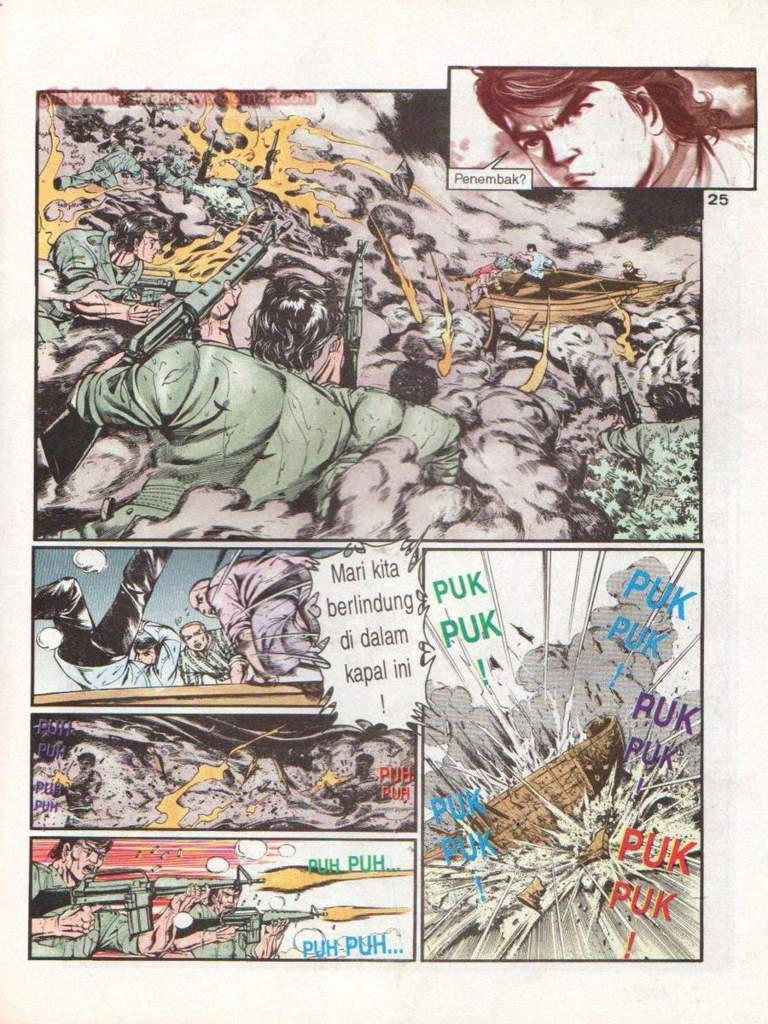 Penembak?
25
Mari kita
berlindung
di dalam
kapal ini
!
PUK
PUK
!
PUK
PUK
!
PUK
PUK
!
PUK
PUK
!
PUK
PUK
!
PUH
PUH
PUH
PUH
PUH
PUH
PUH PUH...
PUH PUH...